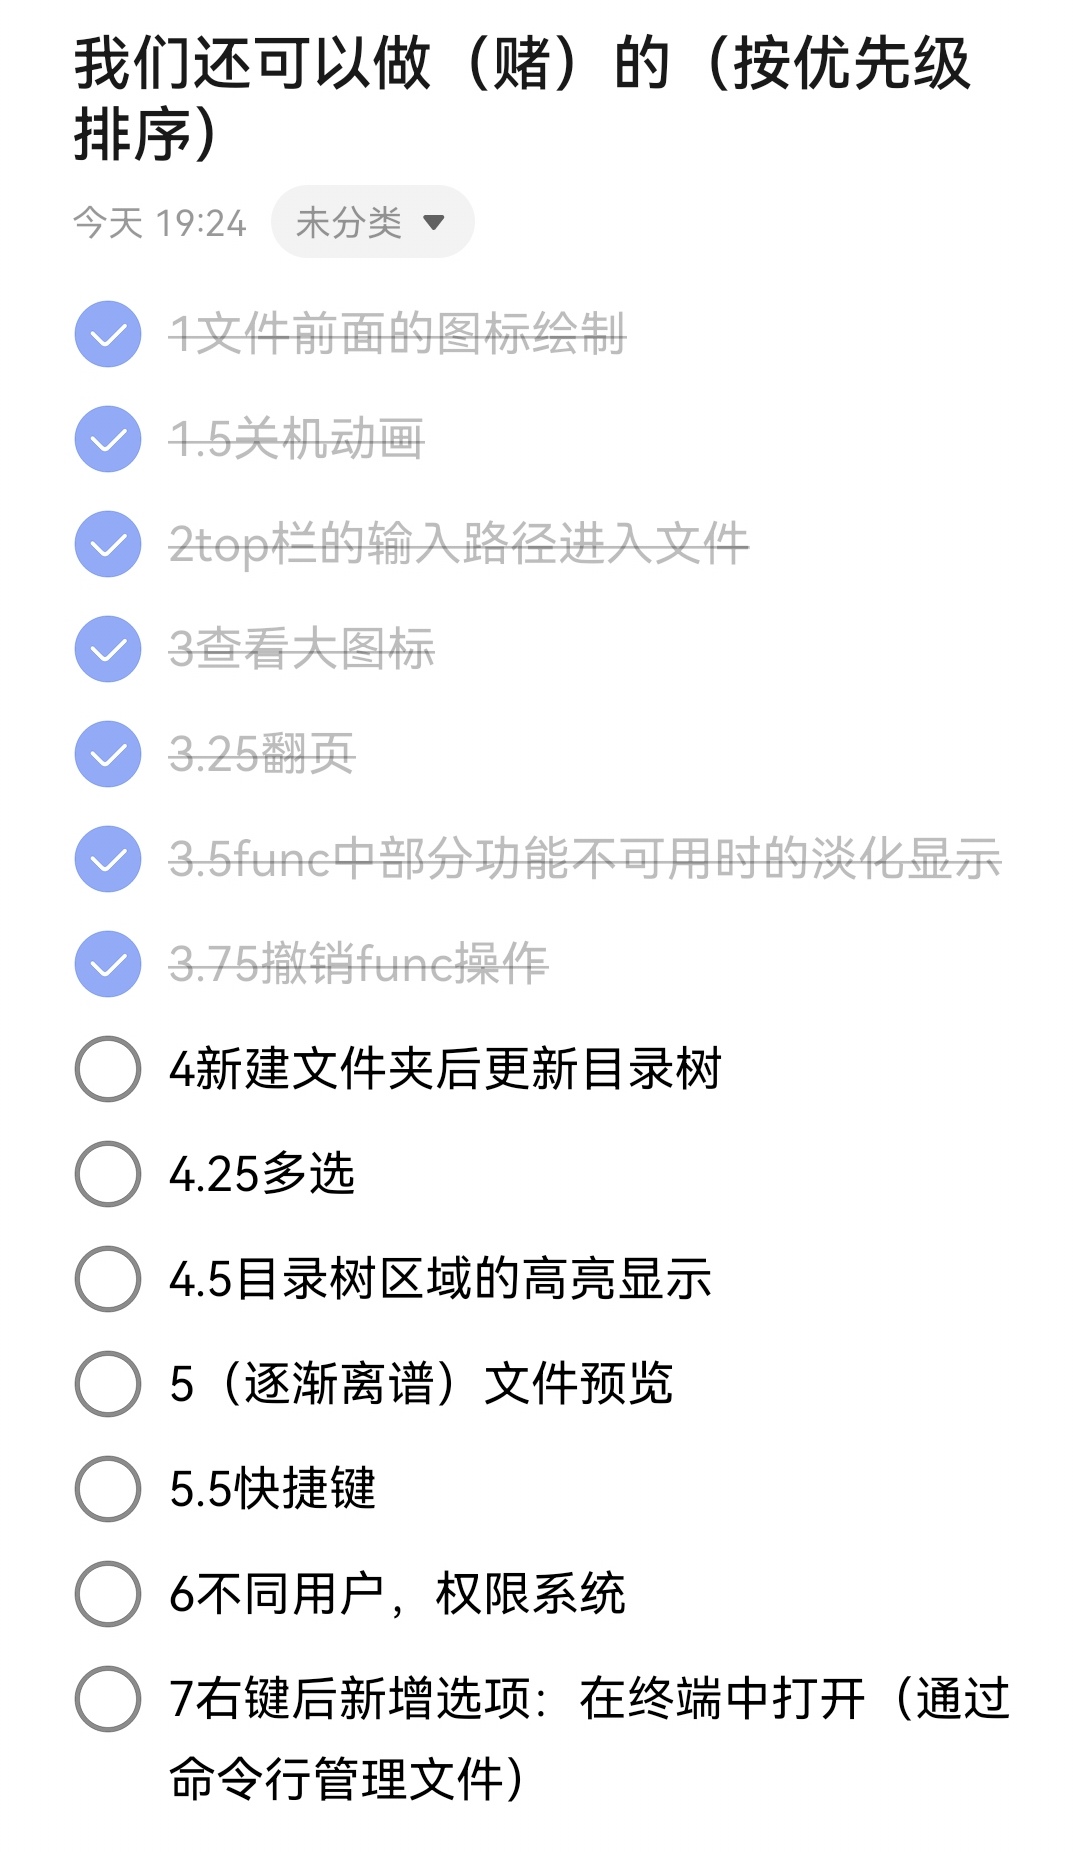 我们还可以做（赌）的（按优先级
排序）
今天 19:24 未分类
1文件前面的图标绘制
1.5关机动画
2top栏的输入路径进入文件
3查看大图标
3.25翻页
3.5func中部分功能不可用时的淡化显示
3.75撤销func操作
4新建文件夹后更新目录树
4.25多选
4.5目录树区域的高亮显示
5（逐渐离谱）文件预览
5.5快捷键
6不同用户，权限系统
7右键后新增选项：在终端中打开（通过
命令行管理文件）